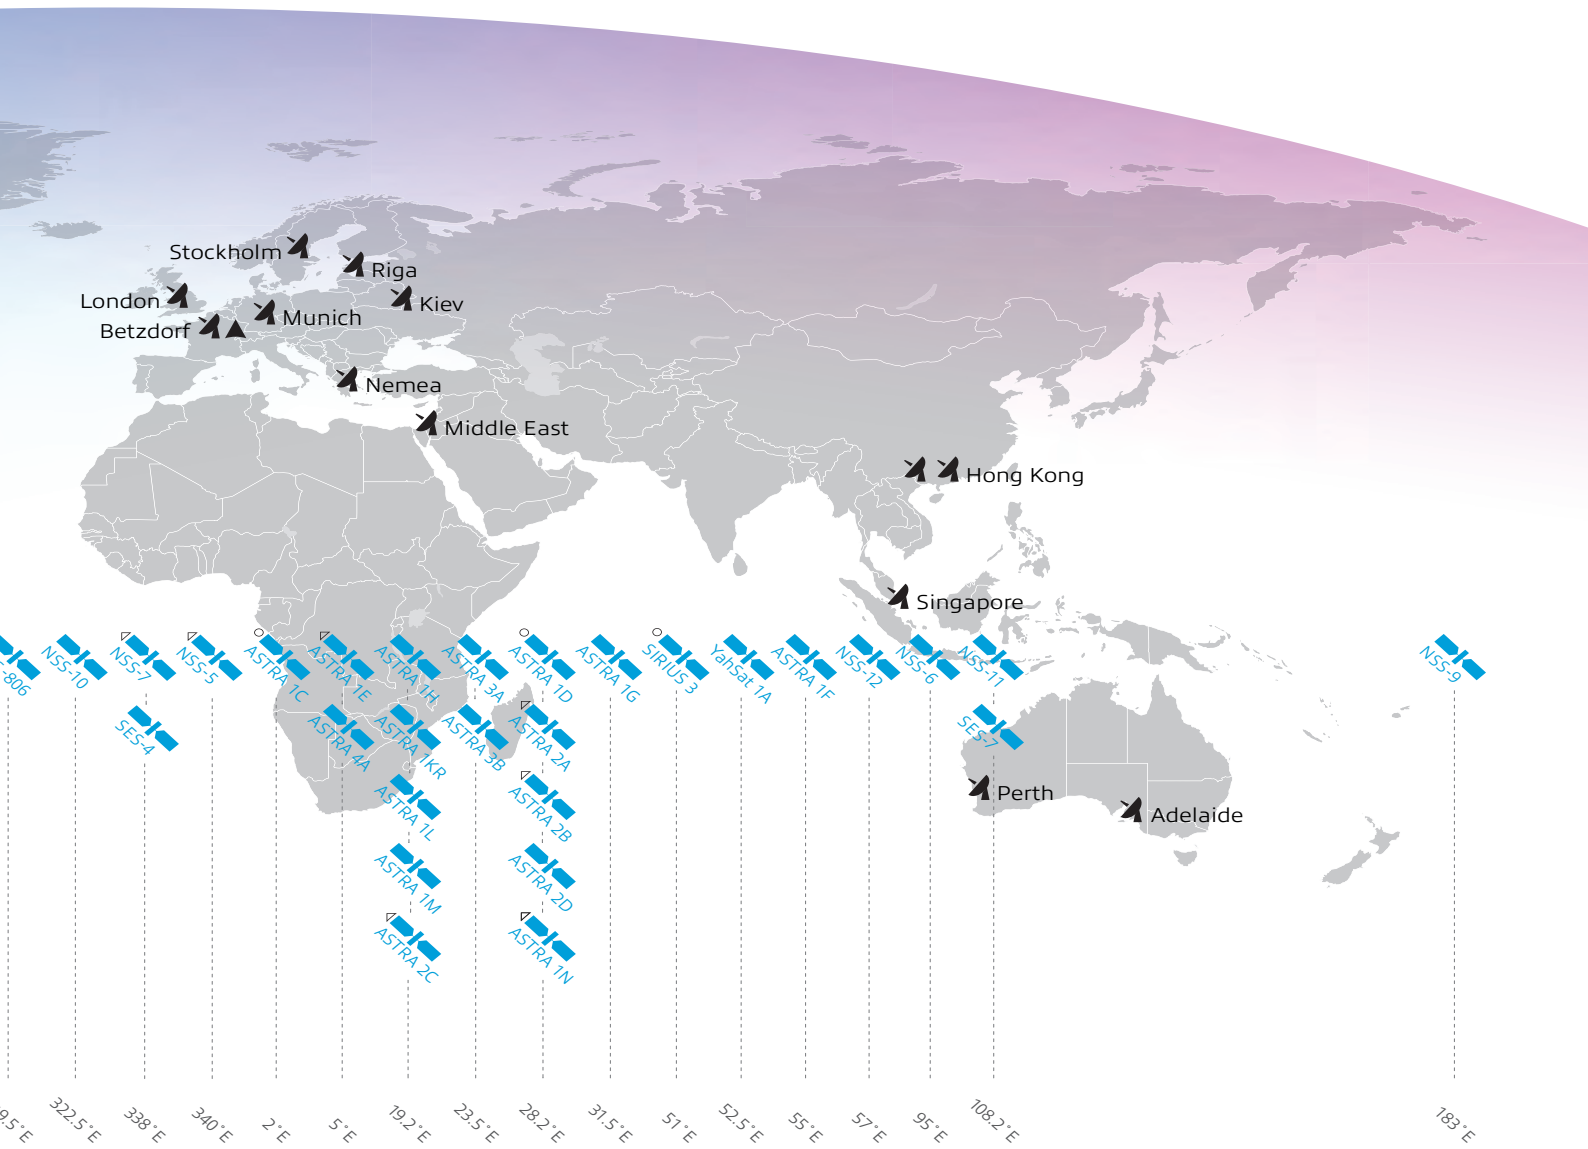 Stockholm
Riga
London
Kiev
Munich
Betzdorf
Nemea
Middle East
Hong Kong
Singapore
-806
NSS-10
NSS-7
NSS-5
ASTRA 1C
ASTRA 1E
ASTRA 1H
ASTRA 3A
ASTRA 1D
ASTRA 1G
SIRIUS 3
YahSat 1A
ASTRA 1F
NSS-12
NSS-6
NSS-11
NSS-9
SES-4
ASTRA 4A
ASTRA 1KR
ASTRA 3B
ASTRA 2A
SES-7
ASTRA 1L
ASTRA 2B
Perth
Adelaide
ASTRA 1M
ASTRA 2D
ASTRA 2C
ASTRA 1N
9.5°E
322.5°E
338°E
340°E
2°E
5°E
19.2°E
23.5°E
28.2°E
31.5°E
51°E
52.5°E
55°E
57°E
95°E
108.2°E
183°E